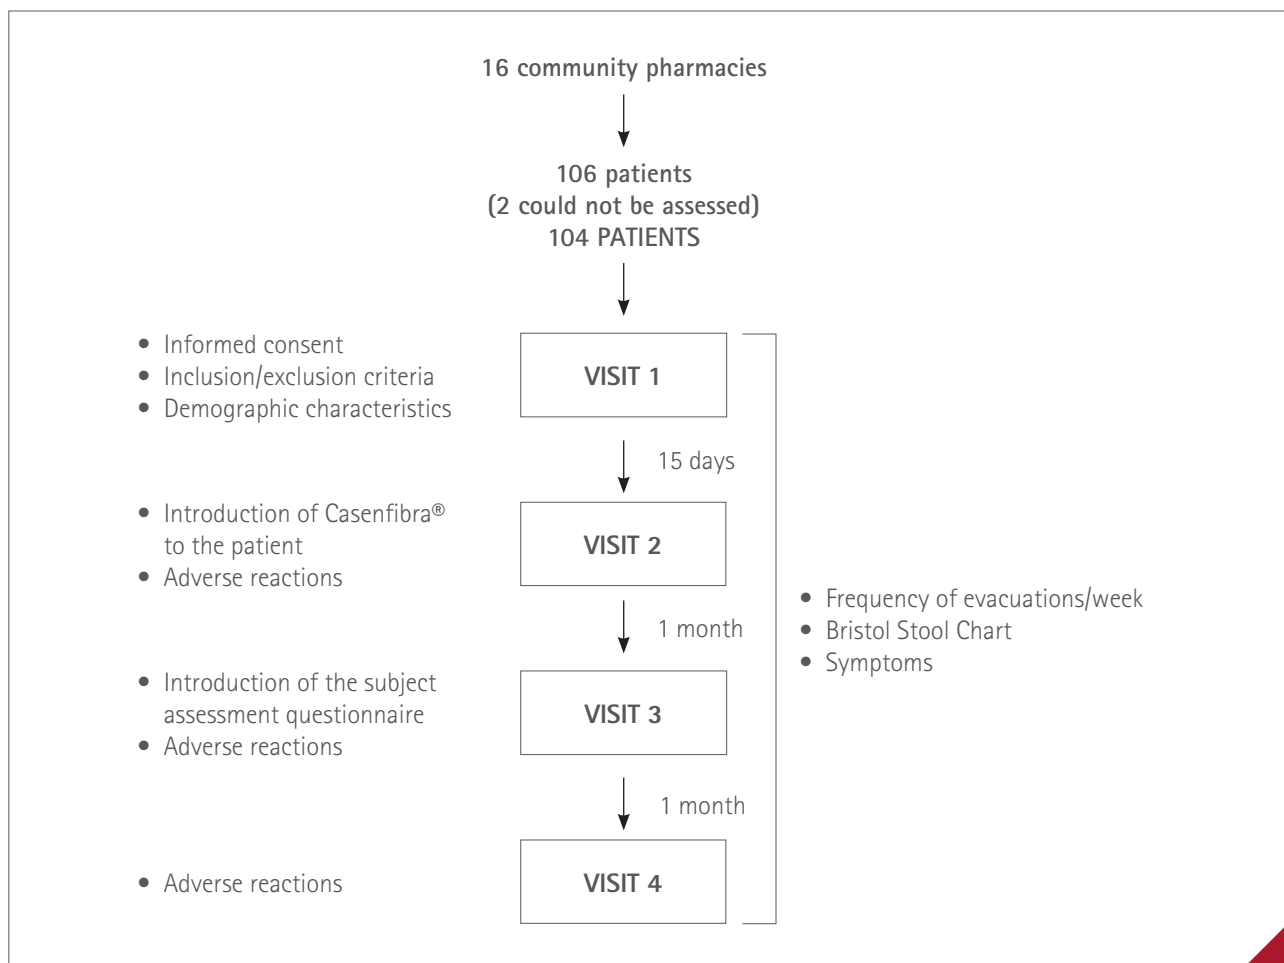 16 community pharmacies
106 patients
(2 could not be assessed)
104 PATIENTS
• Informed consent
• Inclusion/exclusion criteria
• Demographic characteristics
VISIT 1
15 days
• Introduction of Casenfibra®
to the patient
• Adverse reactions
VISIT 2
• Frequency of evacuations/week
• Bristol Stool Chart
• Symptoms
1 month
• Introduction of the subject
assessment questionnaire
• Adverse reactions
VISIT 3
1 month
• Adverse reactions
VISIT 4